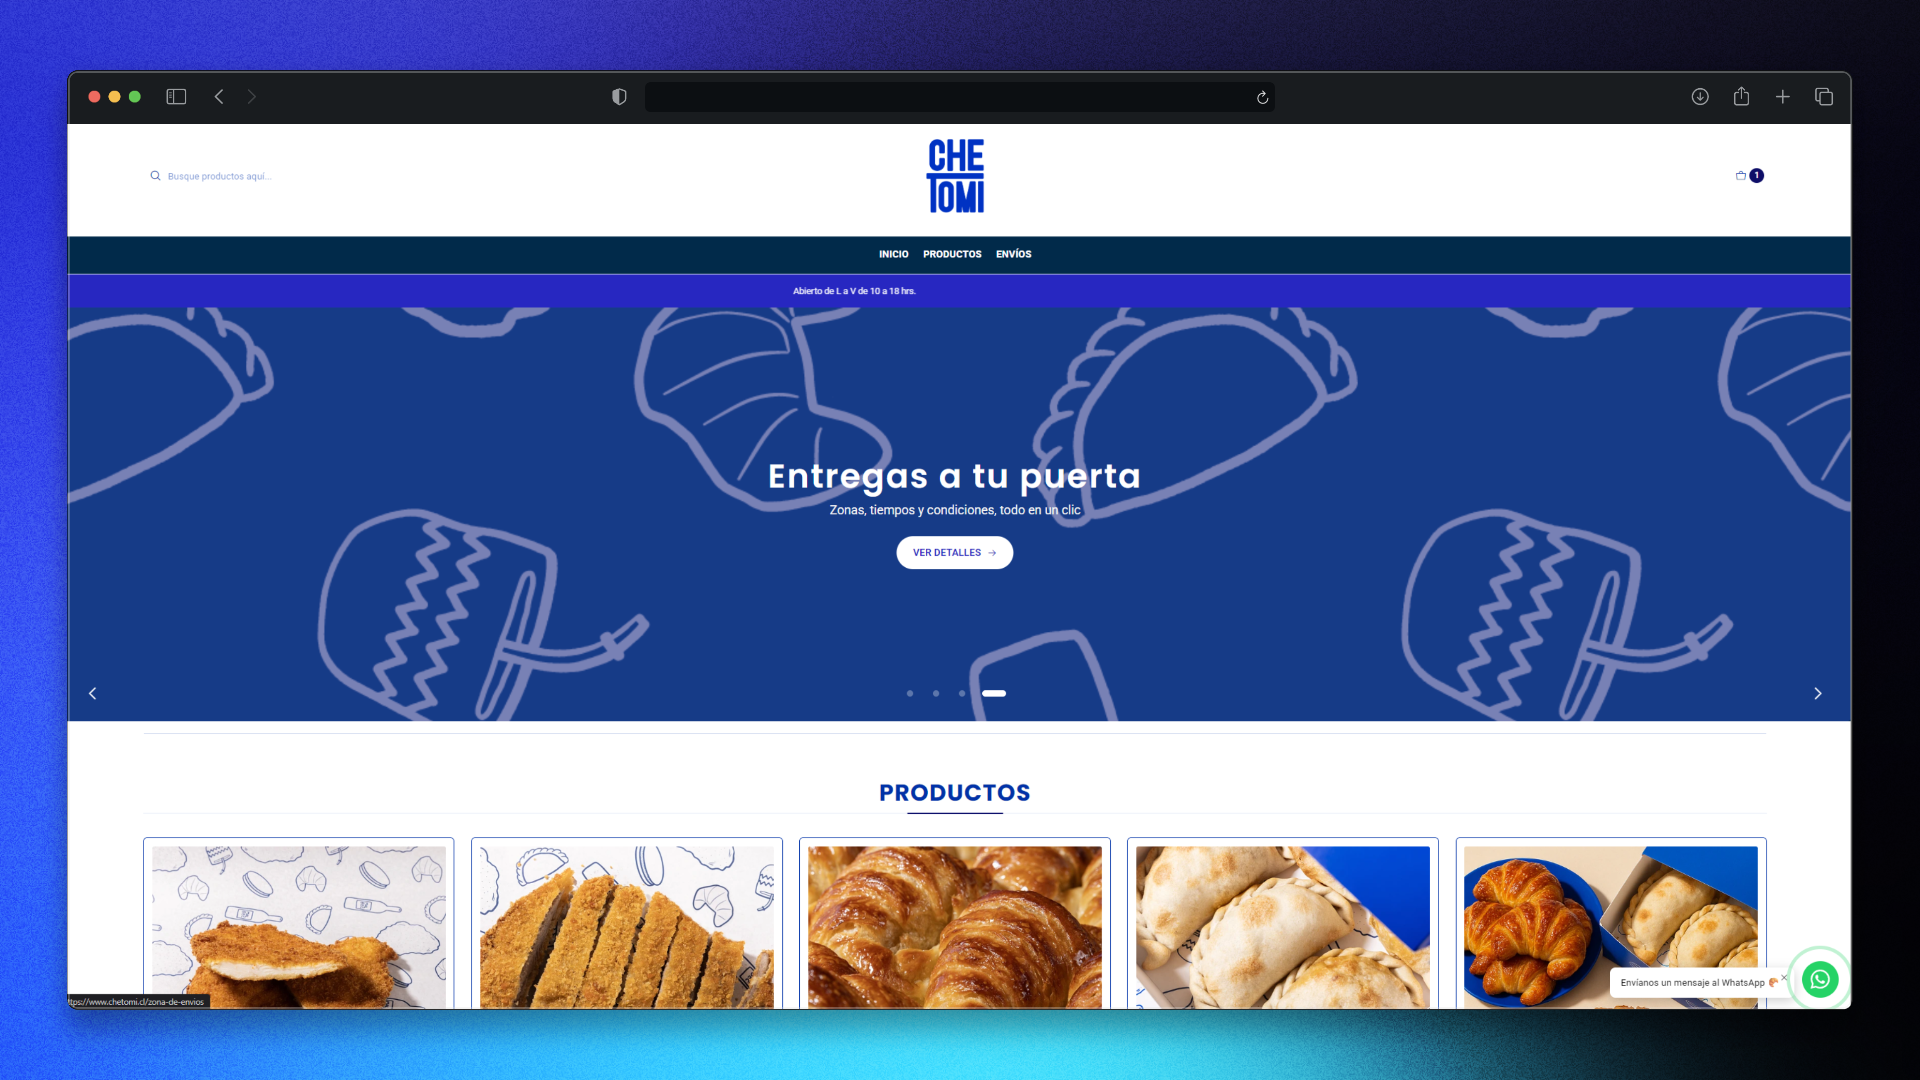 Busque productos aquí...
CHE
TOMI
1
INICIO PRODUCTOS ENVÍOS
Abierto de L a V de 10 a 18 hrs.
Entregas a tu puerta
Zonas, tiempos y condiciones, todo en un clic
VER DETALLES →
PRODUCTOS
Envíanos un mensaje al WhatsApp
ttps://www.chetomi.cl/zona-de-envios